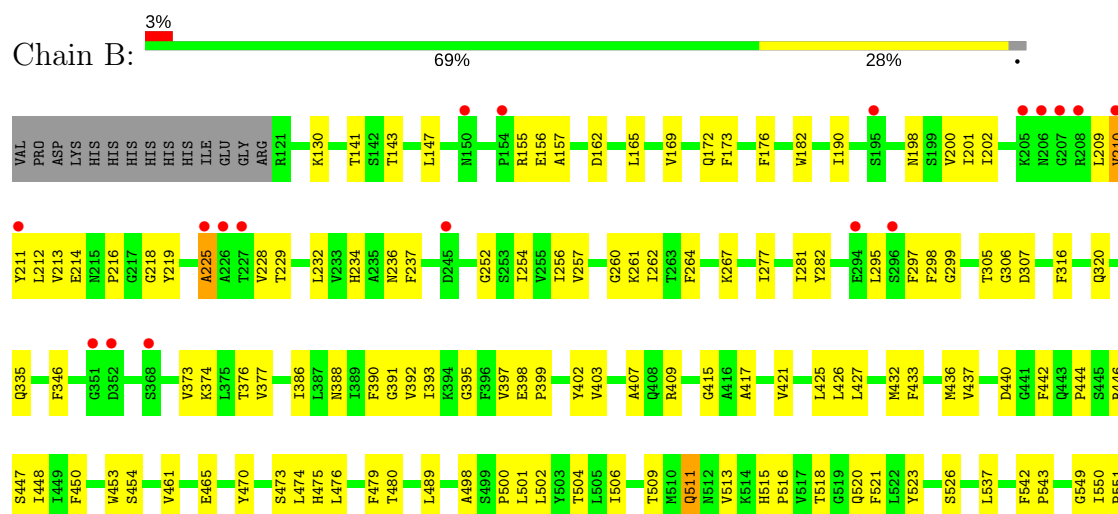 3%
Chain B:
69% 28% •
VAL PRO ASP LYS HIS HIS HIS HIS HIS HIS ILE GLU GLY ARG R121 K130 T141 S142 T143 L147 N150 P154 R155 E156 A157 D162 L165 V169 Q172 F173 F176 W182 I190 S195 N198 S199 V200 I201 I202 K205 N206 G207 R208 L209
Y211 L212 V213 E214 N215 P216 G217 G218 Y219 A225 A226 T227 V228 T229 L232 V233 H234 A235 N236 F237 D245 G252 S253 I254 V255 I256 V257 G260 K261 I262 T263 F264 K267 I277 I281 Y282 E294 L295 S296 F297 F298 G299 T305 G306 D307 F316 Q320
Q335 F346 G351 D352 S368 V373 K374 L375 T376 V377 I386 L387 N388 I389 F390 G391 V392 I393 K394 G395 F396 V397 E398 P399 Y402 V403 A407 Q408 R409 G415 A416 A417 V421 L425 L426 L427 M432 F433 M436 V437 D440 G441 F442 Q443 P444 S445
S447 I448 I449 F450 W453 S454 V461 E465 Y470 S473 L474 H475 L476 F479 T480 L489 A498 S499 P500 L501 L502 Y503 T504 L505 I506 T509 M510 Q511 N512 V513 K514 H515 P516 V517 T518 G519 Q520 F521 L522 Y523 S526 L537 F542 P543 G549 I550